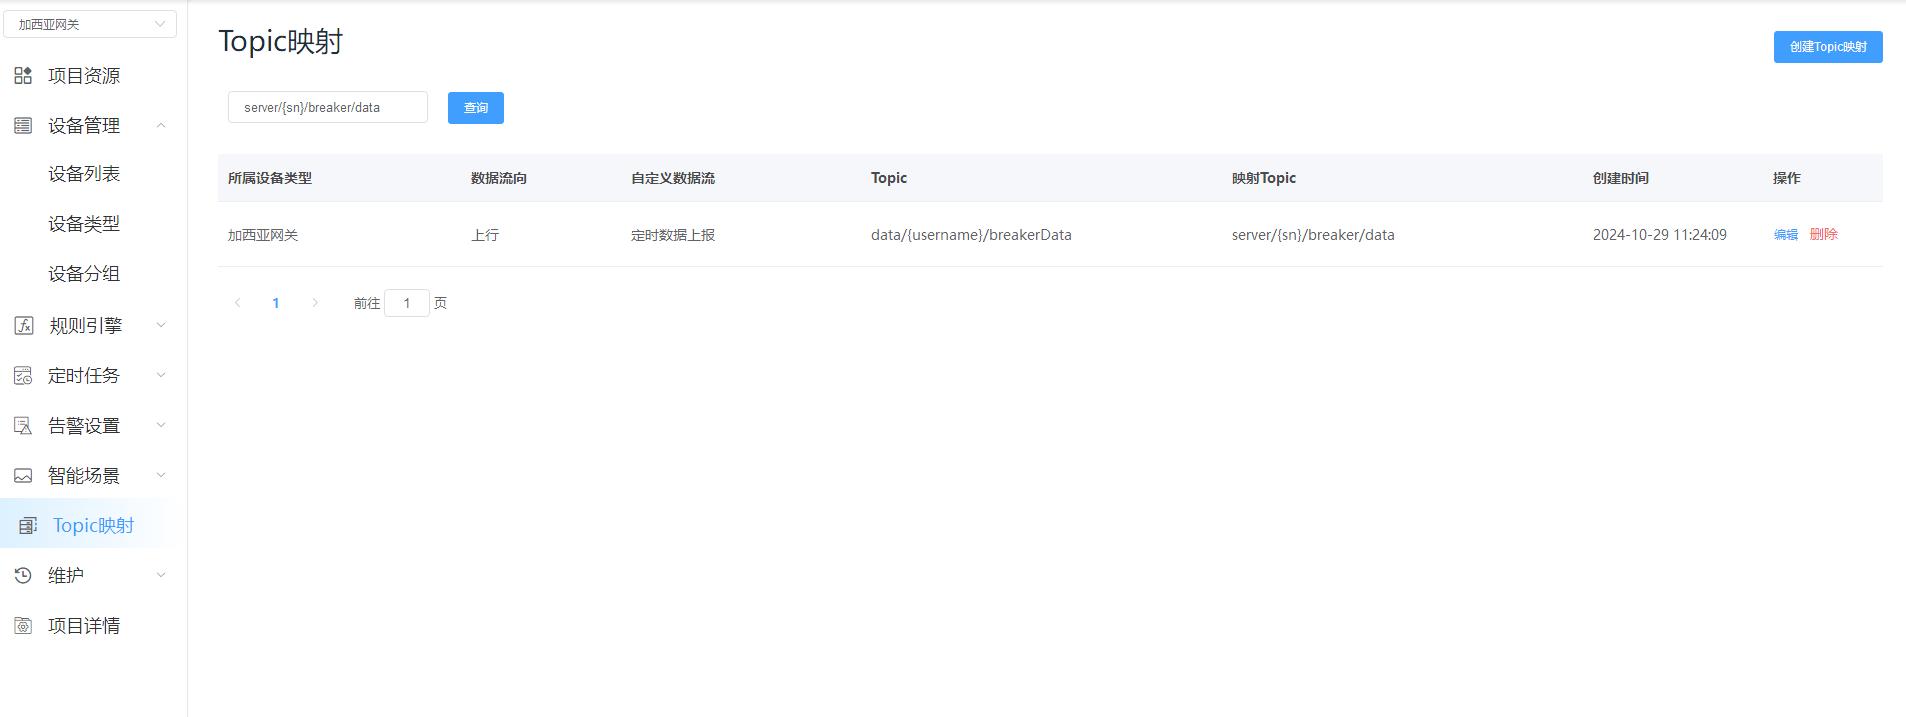 加西亚网关
项目资源
设备管理
设备列表
设备类型
设备分组
规则引擎
定时任务
告警设置
智能场景
Topic映射
维护
项目详情
Topic映射
创建Topic映射
server/{sn}/breaker/data 查询
所属设备类型 数据流向 自定义数据流 Topic 映射Topic 创建时间 操作
加西亚网关 上行 定时数据上报 data/{username}/breakerData server/{sn}/breaker/data 2024-10-29 11:24:09 编辑 删除
1 前往 1 页